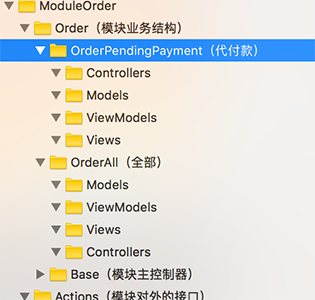 ModuleOrder
Order（模块业务结构）
OrderPendingPayment（代付款）
Controllers
Models
ViewModels
Views
OrderAll（全部）
Models
ViewModels
Views
Controllers
Base（模块主控制器）
Actions（模块对外的接口）